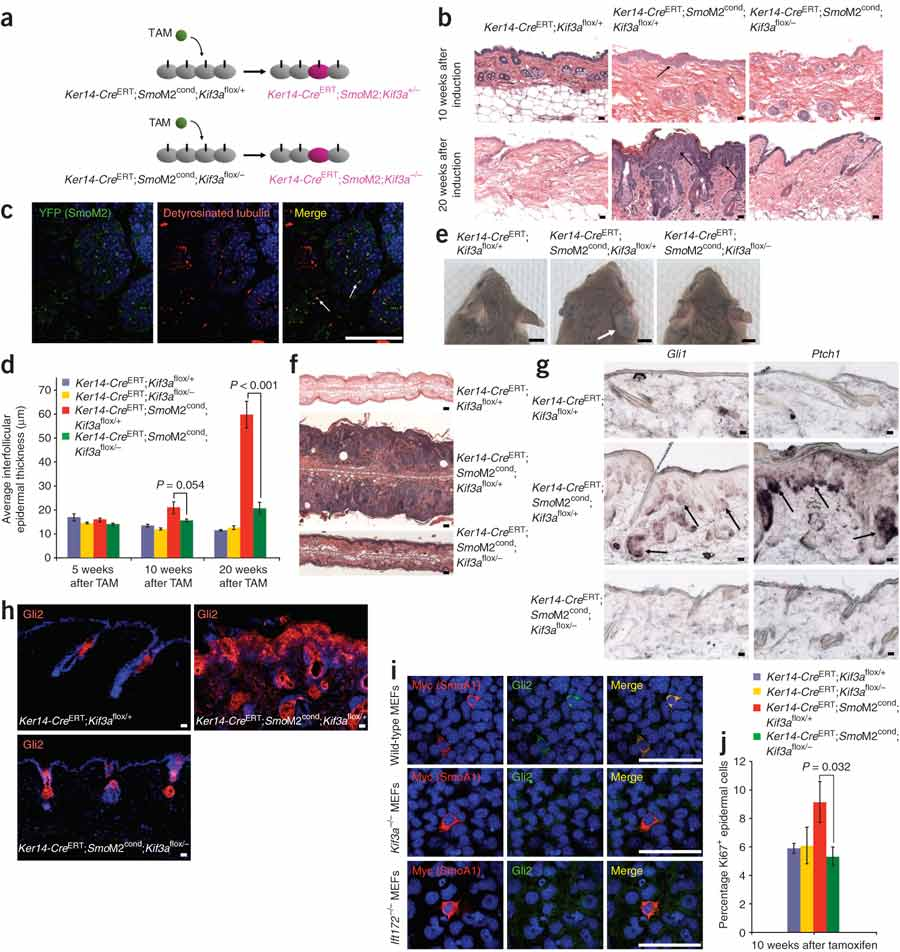 a
TAM
Ker14-CreERT;SmoM2cond;Kif3aflox/+
Ker14-CreERT;SmoM2;Kif3a+/–
TAM
Ker14-CreERT;SmoM2cond;Kif3aflox/–
Ker14-CreERT;SmoM2;Kif3a–/–
b
Ker14-CreERT;Kif3aflox/+
Ker14-CreERT;SmoM2cond;
Kif3aflox/+
Ker14-CreERT;SmoM2cond;
Kif3aflox/–
10 weeks after
induction
20 weeks after
induction
c
YFP (SmoM2)
Detyrosinated tubulin
Merge
d
Average interfollicular
epidermal thickness (μm)
80
70
60
50
40
30
20
10
0
Ker14-CreERT;Kif3aflox/+
Ker14-CreERT;Kif3aflox/–
Ker14-CreERT;SmoM2cond;
Kif3aflox/+
Ker14-CreERT;SmoM2cond;
Kif3aflox/–
P = 0.054
P < 0.001
5 weeks
after TAM
10 weeks
after TAM
20 weeks
after TAM
e
Ker14-CreERT;
Kif3aflox/+
Ker14-CreERT;
SmoM2cond;Kif3aflox/+
Ker14-CreERT;
SmoM2cond;Kif3aflox/–
f
Ker14-CreERT;
Kif3aflox/+
Ker14-CreERT;
SmoM2cond;
Kif3aflox/+
Ker14-CreERT;
SmoM2cond;
Kif3aflox/–
g
Gli1
Ptch1
Ker14-CreERT;
Kif3aflox/+
Ker14-CreERT;
SmoM2cond;
Kif3aflox/+
Ker14-CreERT;
SmoM2cond;
Kif3aflox/–
h
Gli2
Ker14-CreERT;Kif3aflox/+
Gli2
Ker14-CreERT;SmoM2cond;Kif3aflox/+
Gli2
Ker14-CreERT;SmoM2cond;Kif3aflox/–
i
Wild-type MEFs
Myc (SmoA1)
Gli2
Merge
Kif3a–/– MEFs
Myc (SmoA1)
Gli2
Merge
Ift172–/– MEFs
Myc (SmoA1)
Gli2
Merge
j
Ker14-CreERT;Kif3aflox/+
Ker14-CreERT;Kif3aflox/–
Ker14-CreERT;SmoM2cond;
Kif3aflox/+
Ker14-CreERT;SmoM2cond;
Kif3aflox/–
Percentage Ki67+ epidermal cells
12
10
8
6
4
2
0
P = 0.032
10 weeks after tamoxifen